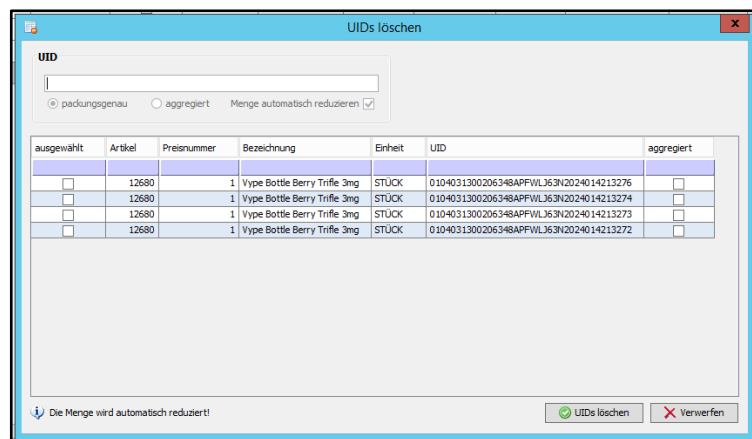 UIDs löschen
x
UID
packungsgenau aggregiert Menge automatisch reduzieren
ausgewählt Artikel Preisnummer Bezeichnung Einheit UID aggregiert
12680 1 Vype Bottle Berry Trifle 3mg STÜCK 0104031300206348APFWLJ63N2024014213276
12680 1 Vype Bottle Berry Trifle 3mg STÜCK 0104031300206348APFWLJ63N2024014213274
12680 1 Vype Bottle Berry Trifle 3mg STÜCK 0104031300206348APFWLJ63N2024014213273
12680 1 Vype Bottle Berry Trifle 3mg STÜCK 0104031300206348APFWLJ63N2024014213272
Die Menge wird automatisch reduziert! UIDs löschen Verwerfen